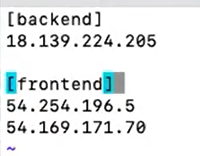 [backend]
18.139.224.205
[frontend]
54.254.196.5
54.169.171.70
~